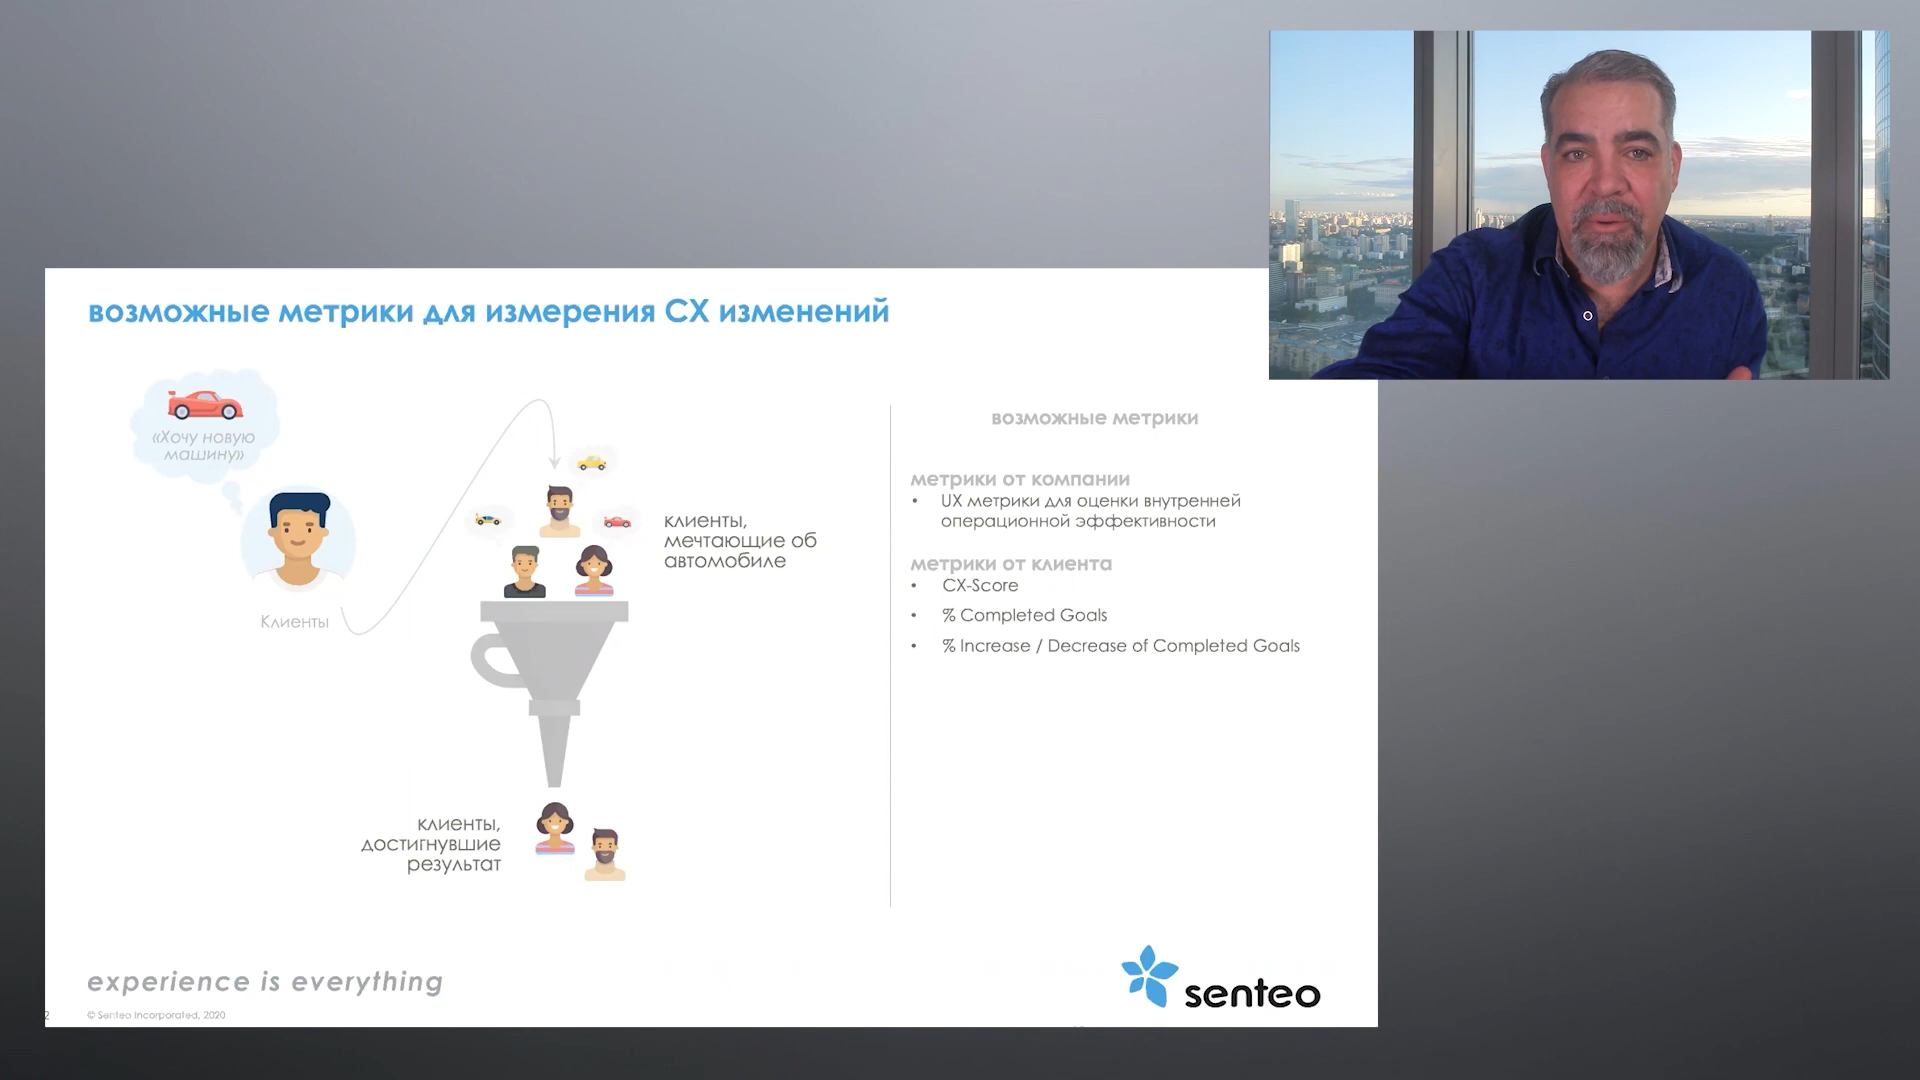 возможные метрики для измерения CX изменений
«Хочу новую
машину»
Клиенты
клиенты,
мечтающие об
автомобиле
клиенты,
достигнувшие
результат
возможные метрики
метрики от компании
• UX метрики для оценки внутренней
операционной эффективности
метрики от клиента
• CX-Score
• % Completed Goals
• % Increase / Decrease of Completed Goals
experience is everything
senteo
2
© Senteo Incorporated, 2020